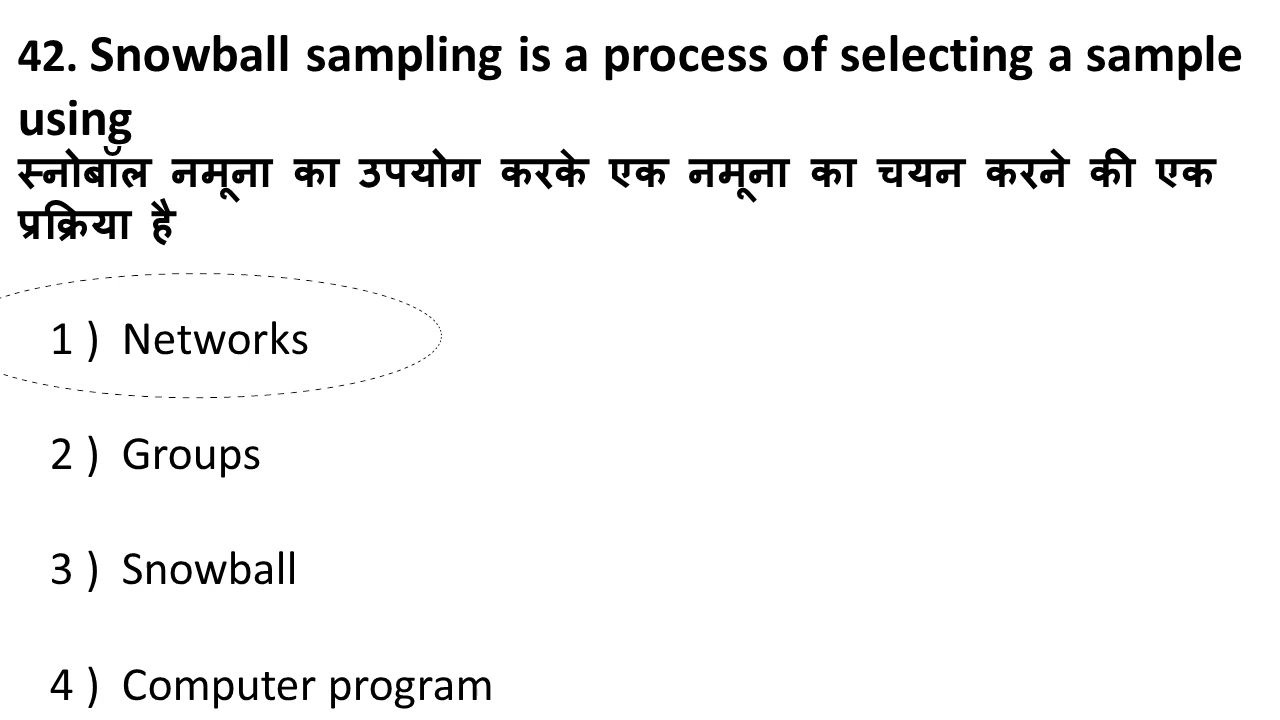 42. Snowball sampling is a process of selecting a sample
using
स्नोबॉल नमूना का उपयोग करके एक नमूना का चयन करने की एक
प्रक्रिया है
1 ) Networks
2 ) Groups
3 ) Snowball
4 ) Computer program